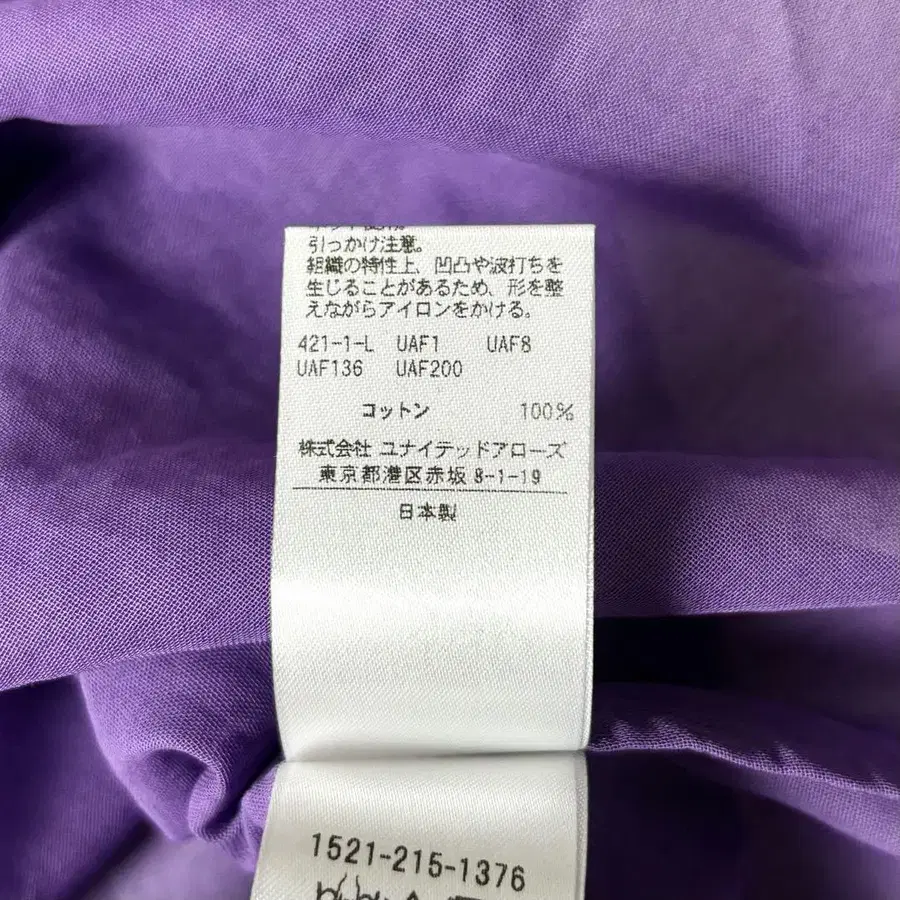 引っかけ注意。
組織の特性上、凹凸や波打ちを
生じることがあるため、形を整
えながらアイロンをかける。
421-1-L UAF1 UAF8
UAF136 UAF200
コットン 100%
株式会社 ユナイテッドアローズ
東京都港区赤坂 8-1-19
日本製
1521-215-1376